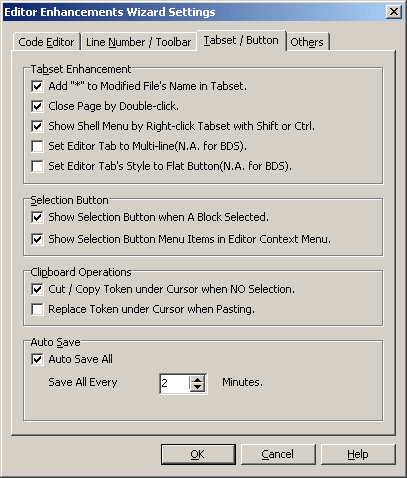 Editor Enhancements Wizard Settings
Code Editor Line Number / Toolbar Tabset / Button Others
Tabset Enhancement
Add "*" to Modified File's Name in Tabset.
Close Page by Double-click.
Show Shell Menu by Right-click Tabset with Shift or Ctrl.
Set Editor Tab to Multi-line(N.A. for BDS).
Set Editor Tab's Style to Flat Button(N.A. for BDS).
Selection Button
Show Selection Button when A Block Selected.
Show Selection Button Menu Items in Editor Context Menu.
Clipboard Operations
Cut / Copy Token under Cursor when NO Selection.
Replace Token under Cursor when Pasting.
Auto Save
Auto Save All
Save All Every 2 Minutes.
OK Cancel Help